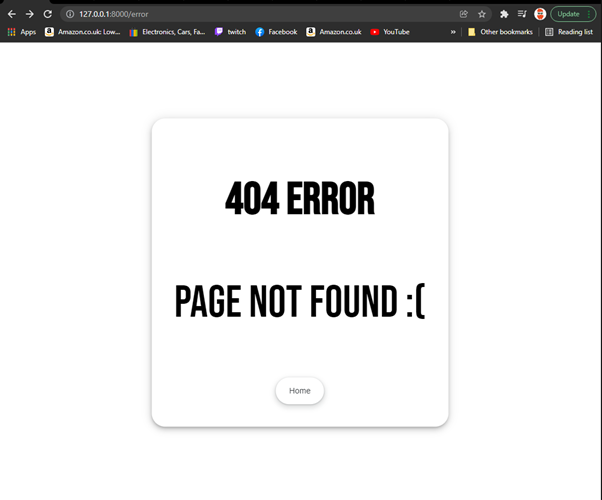 127.0.0.1:8000/error
Update
Apps
Amazon.co.uk: Low...
Electronics, Cars, Fa...
twitch
Facebook
Amazon.co.uk
YouTube
»
Other bookmarks
Reading list
404 ERROR
PAGE NOT FOUND :(
Home